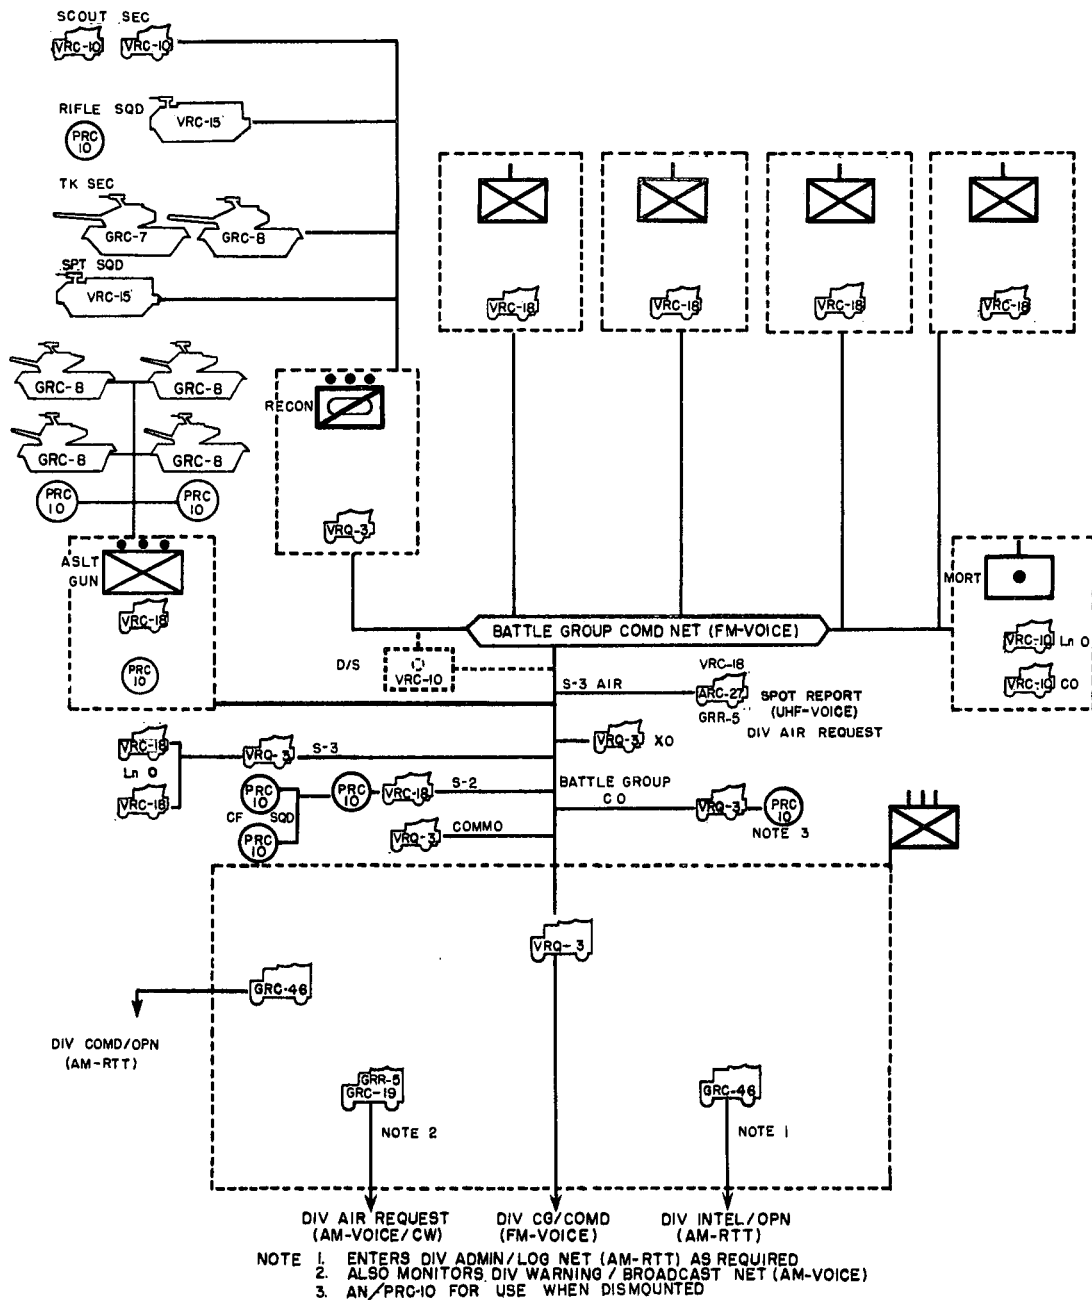 SCOUT SEC
VRC-10 VRC-10
RIFLE SQD
VRC-15
PRC
10
TK SEC
GRC-7 GRC-8
SPT SQD
VRC-15
VRC-18 VRC-18 VRC-18 VRC-18
GRC-8 GRC-8
GRC-8 GRC-8
PRC
10
PRC
10
RECON
VRQ-3
ASLT
GUN
VRC-18
PRC
10
MORT
VRC-10 Ln O
VRC-10 CO
BATTLE GROUP COMD NET (FM-VOICE)
D/S
VRC-10
S-3 AIR
VRC-18
ARC-27
GRR-5
SPOT REPORT
(UHF-VOICE)
DIV AIR REQUEST
VRQ-3 XO
VRC-18
Ln O
VRC-18
VRQ-3 S-3
PRC
10
CF SQD
PRC
10
PRC
10
VRC-18 S-2
BATTLE GROUP
CO
VRQ-3
PRC
10
NOTE 3
VRQ-3 COMMO
VRQ-3
GRC-46
DIV COMD/OPN
(AM-RTT)
GRR-5
GRC-19
NOTE 2
GRC-46
NOTE 1
DIV AIR REQUEST
(AM-VOICE/CW)
DIV CG/COMD
(FM-VOICE)
DIV INTEL/OPN
(AM-RTT)
NOTE 1. ENTERS DIV ADMIN/LOG NET (AM-RTT) AS REQUIRED
2. ALSO MONITORS DIV WARNING / BROADCAST NET (AM-VOICE)
3. AN/PRC-10 FOR USE WHEN DISMOUNTED